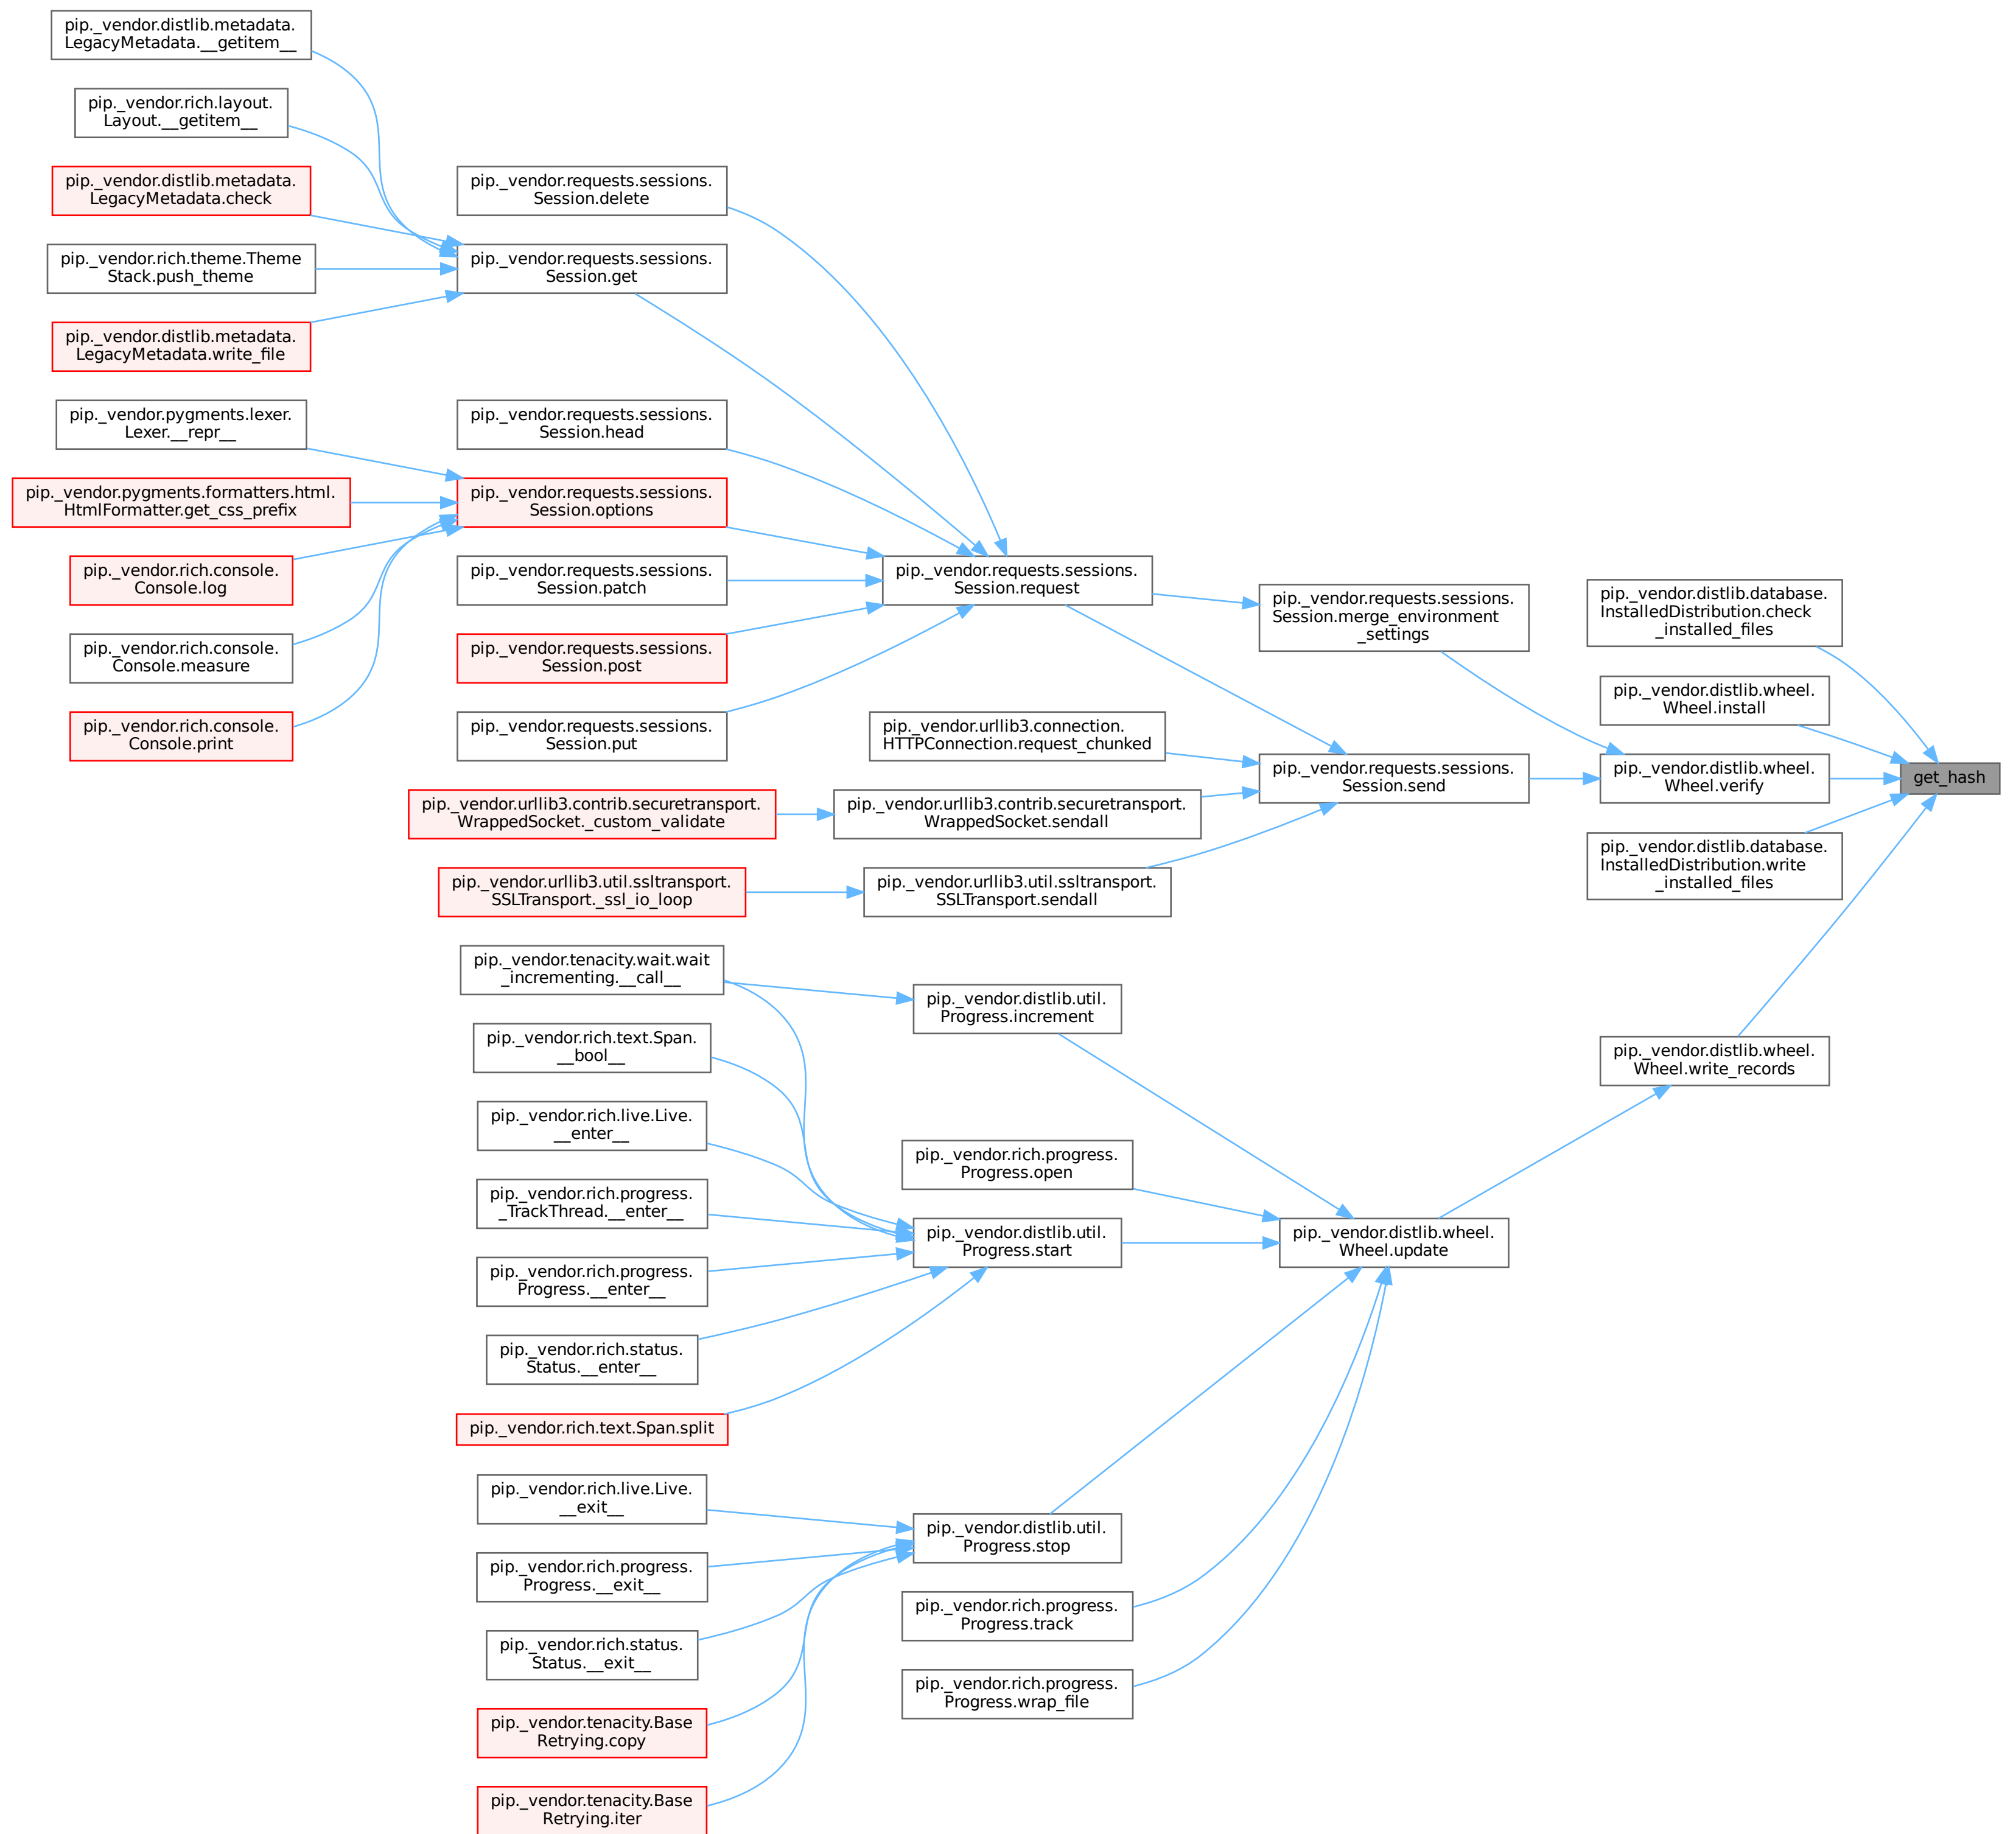 pip._vendor.distlib.metadata.
LegacyMetadata.__getitem__
pip._vendor.rich.layout.
Layout.__getitem__
pip._vendor.distlib.metadata.
LegacyMetadata.check
pip._vendor.rich.theme.Theme
Stack.push_theme
pip._vendor.distlib.metadata.
LegacyMetadata.write_file
pip._vendor.pygments.lexer.
Lexer.__repr__
pip._vendor.pygments.formatters.html.
HtmlFormatter.get_css_prefix
pip._vendor.rich.console.
Console.log
pip._vendor.rich.console.
Console.measure
pip._vendor.rich.console.
Console.print
pip._vendor.requests.sessions.
Session.delete
pip._vendor.requests.sessions.
Session.get
pip._vendor.requests.sessions.
Session.head
pip._vendor.requests.sessions.
Session.options
pip._vendor.requests.sessions.
Session.patch
pip._vendor.requests.sessions.
Session.post
pip._vendor.requests.sessions.
Session.put
pip._vendor.urllib3.contrib.securetransport.
WrappedSocket._custom_validate
pip._vendor.urllib3.util.ssltransport.
SSLTransport._ssl_io_loop
pip._vendor.tenacity.wait.wait
_incrementing.__call__
pip._vendor.rich.text.Span.
__bool__
pip._vendor.rich.live.Live.
__enter__
pip._vendor.rich.progress.
_TrackThread.__enter__
pip._vendor.rich.progress.
Progress.__enter__
pip._vendor.rich.status.
Status.__enter__
pip._vendor.rich.text.Span.split
pip._vendor.rich.live.Live.
__exit__
pip._vendor.rich.progress.
Progress.__exit__
pip._vendor.rich.status.
Status.__exit__
pip._vendor.tenacity.Base
Retrying.copy
pip._vendor.tenacity.Base
Retrying.iter
pip._vendor.requests.sessions.
Session.request
pip._vendor.urllib3.connection.
HTTPConnection.request_chunked
pip._vendor.urllib3.contrib.securetransport.
WrappedSocket.sendall
pip._vendor.urllib3.util.ssltransport.
SSLTransport.sendall
pip._vendor.distlib.util.
Progress.increment
pip._vendor.rich.progress.
Progress.open
pip._vendor.distlib.util.
Progress.start
pip._vendor.distlib.util.
Progress.stop
pip._vendor.rich.progress.
Progress.track
pip._vendor.rich.progress.
Progress.wrap_file
pip._vendor.requests.sessions.
Session.merge_environment
_settings
pip._vendor.requests.sessions.
Session.send
pip._vendor.distlib.wheel.
Wheel.update
pip._vendor.distlib.database.
InstalledDistribution.check
_installed_files
pip._vendor.distlib.wheel.
Wheel.install
pip._vendor.distlib.wheel.
Wheel.verify
pip._vendor.distlib.database.
InstalledDistribution.write
_installed_files
pip._vendor.distlib.wheel.
Wheel.write_records
get_hash